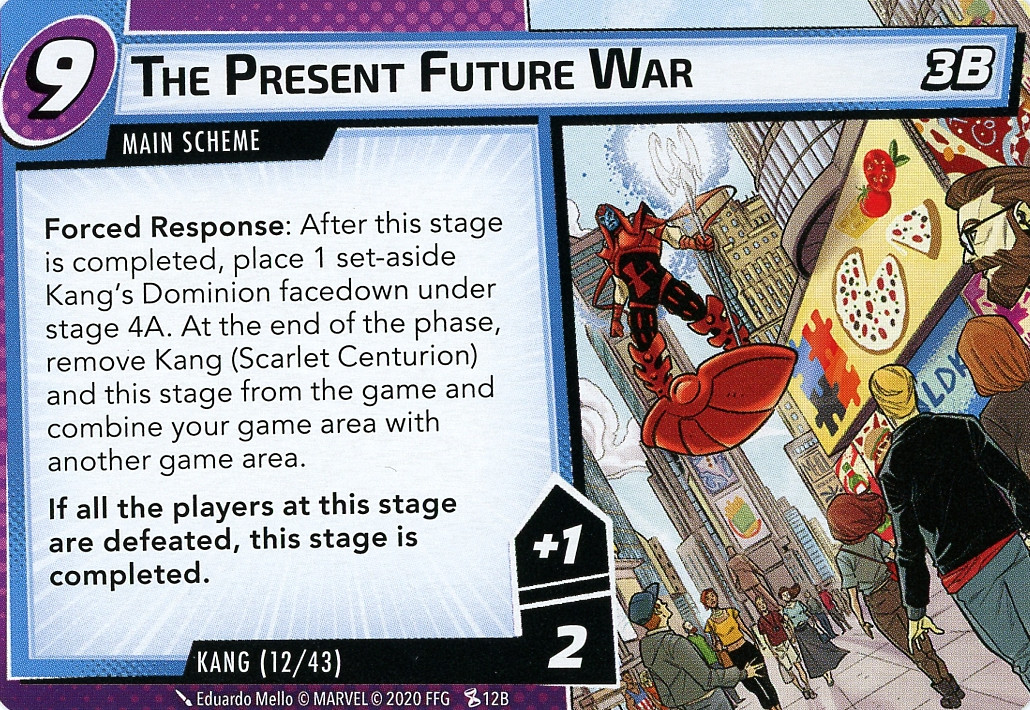 9
THE PRESENT FUTURE WAR
3B
MAIN SCHEME
Forced Response: After this stage
is completed, place 1 set-aside
Kang's Dominion facedown under
stage 4A. At the end of the phase,
remove Kang (Scarlet Centurion)
and this stage from the game and
combine your game area with
another game area.
If all the players at this stage
are defeated, this stage is
completed.
+1
2
KANG (12/43)
Eduardo Mello © MARVEL © 2020 FFG 12B